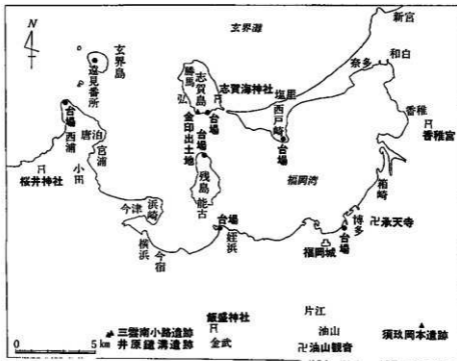 N
玄界灘
新宮
和白
奈多
玄界島
遠見番所
勝馬
志賀島
志賀海神社
塩屋
西戸崎
弘
台場
金印出土地
台場
台場
香稚
香稚宮
台場
西浦
唐泊
宮浦
小田
桜井神社
残島
能古
福岡湾
箱崎
今津
浜崎
横浜
今宿
台場
姪浜
博多
台場
卍承天寺
福岡城
飯盛神社
金武
片江
油山
卍油山観音
三雲南小路遺跡
井原鑓溝遺跡
須玖岡本遺跡
0
5
km